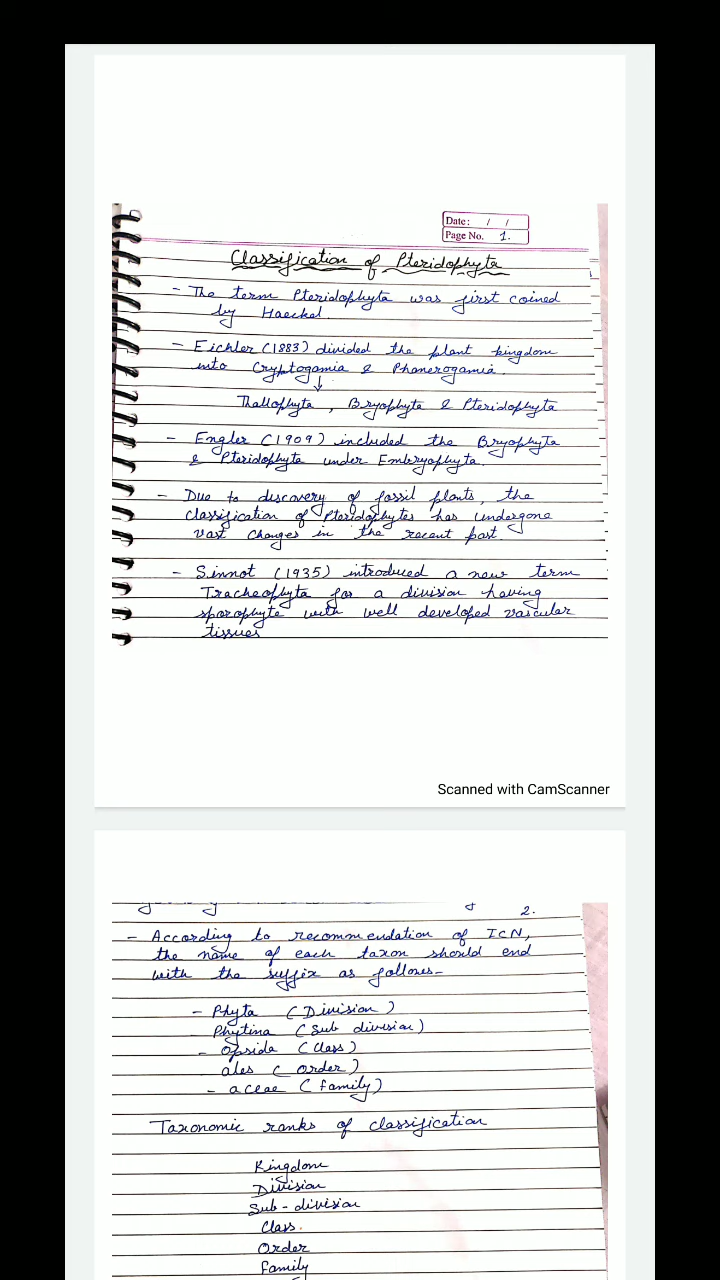 Date: / /
Page No. 1.
Classification of Pteridophyta
- The term Pteridophyta was first coined
by Haeckel.
- Eichler (1883) divided the plant kingdom
into Cryptogamia & Phanerogamia.
↓
Thallophyta, Bryophyta & Pteridophyta
- Engler (1909) included the Bryophyta
& Pteridophyta under Embryophyta.
- Due to discovery of fossil plants, the
classification of Pteridophytes has undergone
vast changes in the recent past.
- Sinnot (1935) introduced a new term
Tracheophyta for a division having
sporophyte with well developed vascular
tissues
Scanned with CamScanner
2.
- According to recommendation of ICN,
the name of each taxon should end
with the suffix as follows-
- Phyta (Division)
Phytina (Sub division)
- Opsida (Class)
ales (order)
- aceae (family)
Taxonomic ranks of classification
Kingdom
Division
Sub-division
Class.
Order
Family